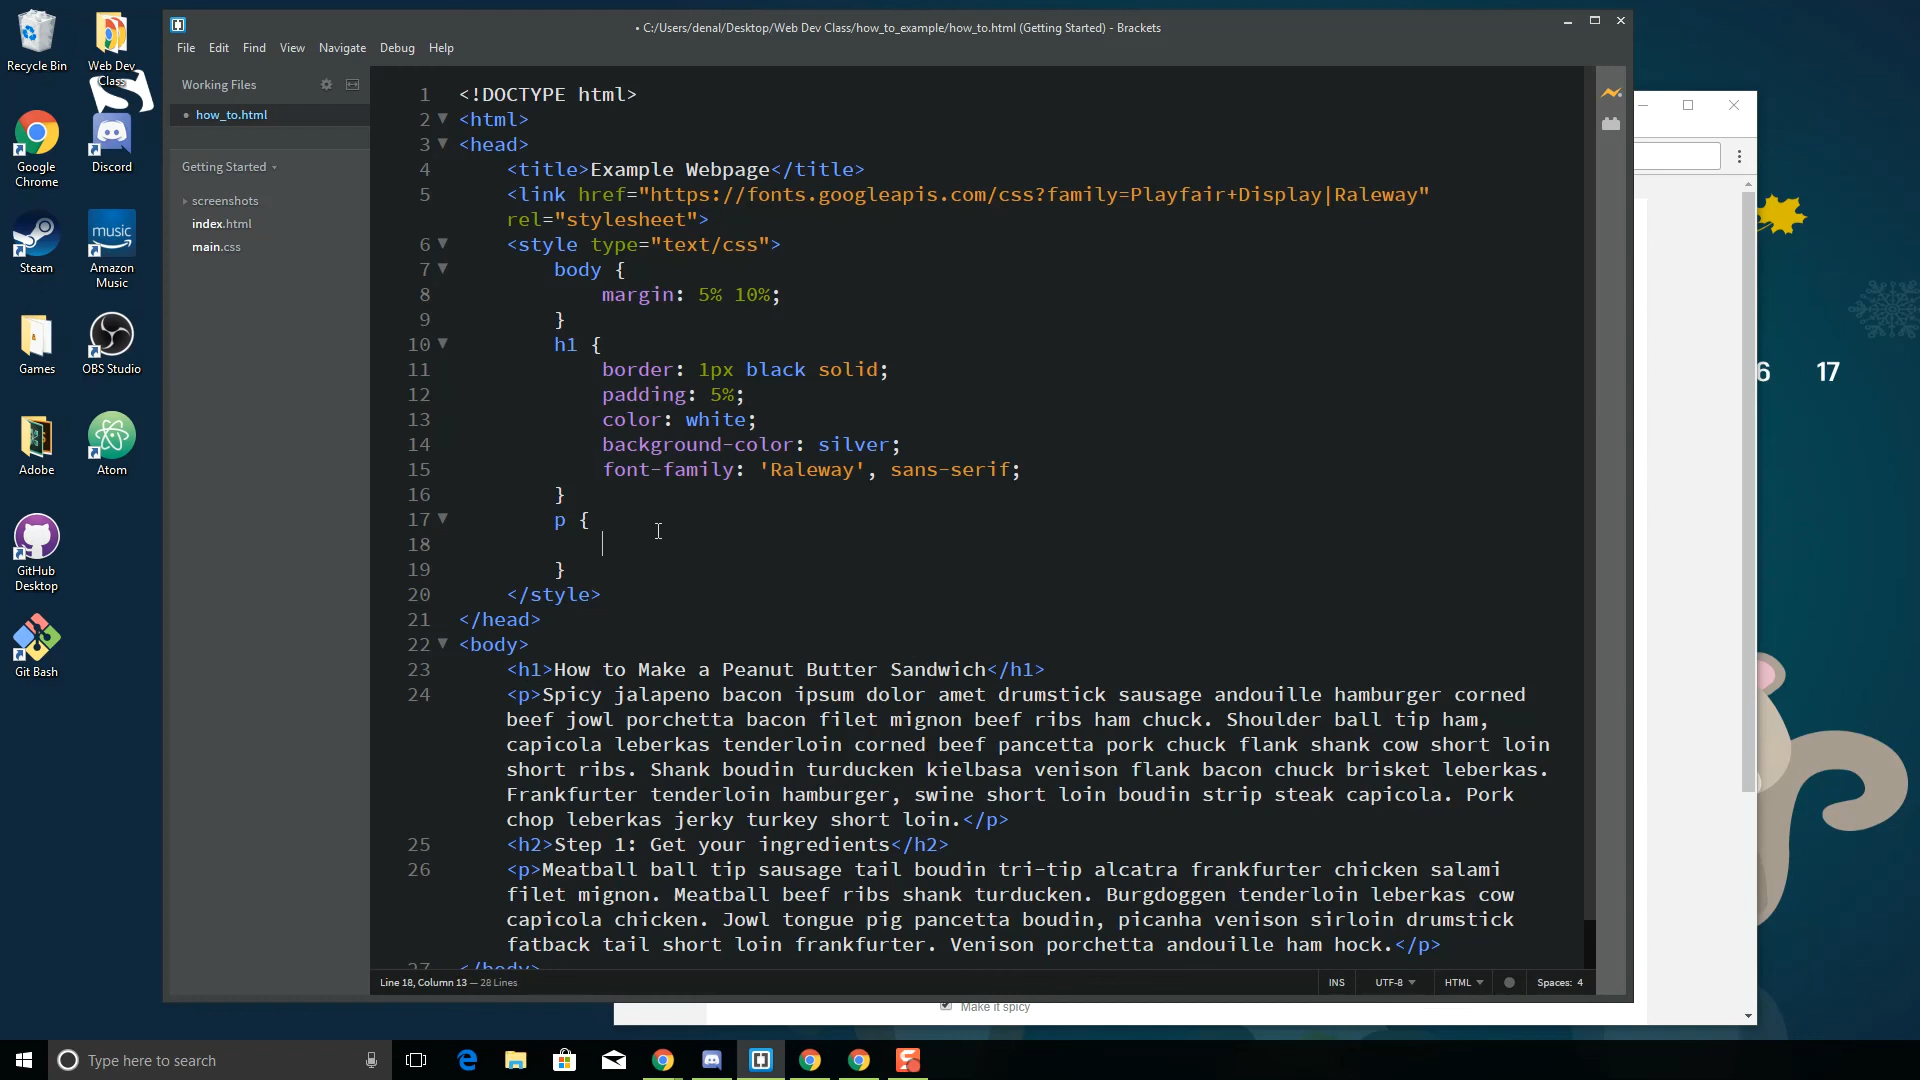 Recycle Bin
Web Dev Class
Google Chrome
Discord
Steam
Amazon Music
Games
OBS Studio
Adobe
Atom
GitHub Desktop
Git Bash
• C:/Users/denal/Desktop/Web Dev Class/how_to_example/how_to.html (Getting Started) - Brackets
File Edit Find View Navigate Debug Help
Working Files
how_to.html
Getting Started
screenshots
index.html
main.css
1 <!DOCTYPE html>
2 <html>
3 <head>
4 <title>Example Webpage</title>
5 <link href="https://fonts.googleapis.com/css?family=Playfair+Display|Raleway"
rel="stylesheet">
6 <style type="text/css">
7 body {
8 margin: 5% 10%;
9 }
10 h1 {
11 border: 1px black solid;
12 padding: 5%;
13 color: white;
14 background-color: silver;
15 font-family: 'Raleway', sans-serif;
16 }
17 p {
18
19 }
20 </style>
21 </head>
22 <body>
23 <h1>How to Make a Peanut Butter Sandwich</h1>
24 <p>Spicy jalapeno bacon ipsum dolor amet drumstick sausage andouille hamburger corned
beef jowl porchetta bacon filet mignon beef ribs ham chuck. Shoulder ball tip ham,
capicola leberkas tenderloin corned beef pancetta pork chuck flank shank cow short loin
short ribs. Shank boudin turducken kielbasa venison flank bacon chuck brisket leberkas.
Frankfurter tenderloin hamburger, swine short loin boudin strip steak capicola. Pork
chop leberkas jerky turkey short loin.</p>
25 <h2>Step 1: Get your ingredients</h2>
26 <p>Meatball ball tip sausage tail boudin tri-tip alcatra frankfurter chicken salami
filet mignon. Meatball beef ribs shank turducken. Burgdoggen tenderloin leberkas cow
capicola chicken. Jowl tongue pig pancetta boudin, picanha venison sirloin drumstick
fatback tail short loin frankfurter. Venison porchetta andouille ham hock.</p>
27 </body>
Line 18, Column 13 — 28 Lines
INS UTF-8 HTML Spaces: 4
6 17
Make it spicy
Type here to search